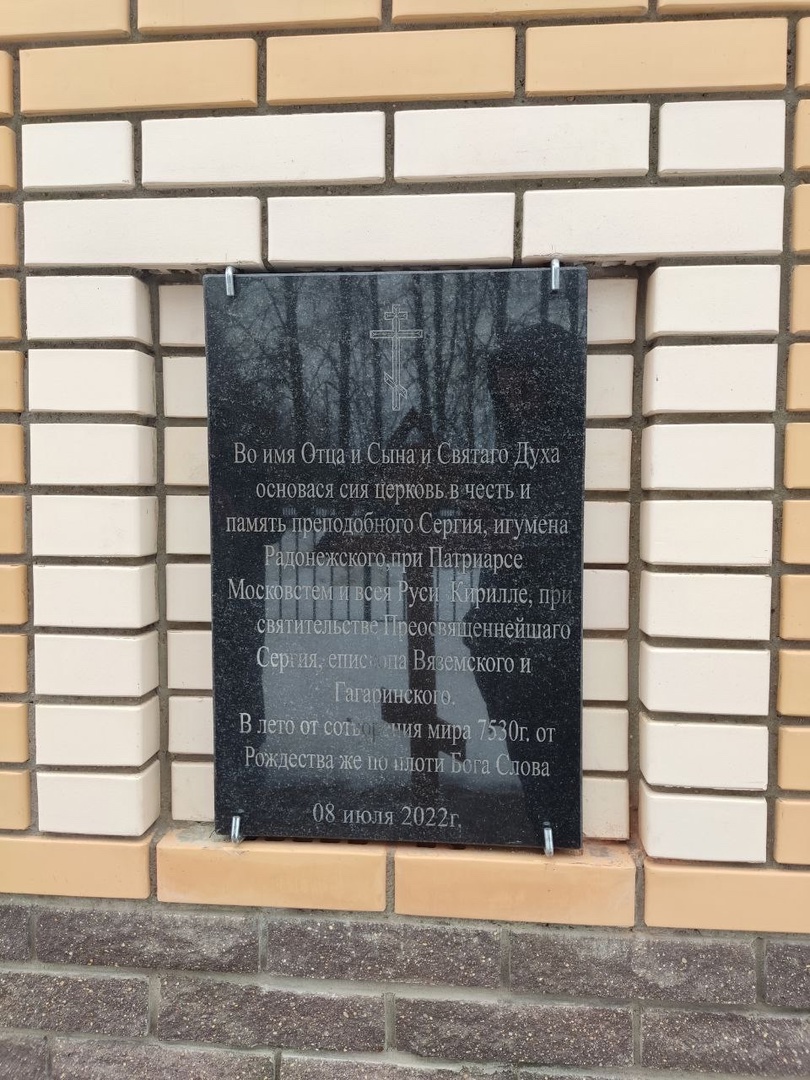 Во имя Отца и Сына и Святаго Духа
основася сия церковь в честь и
память преподобного Сергия, игумена
Радонежского,при Патриарсе
Московстем и всея Руси Кирилле, при
святительстве Преосвященнейшаго
Сергия, епископа Вяземского и
Гагаринского.
В лето от сотворения мира 7530г. от
Рождества же по плоти Бога Слова
08 июля 2022г.